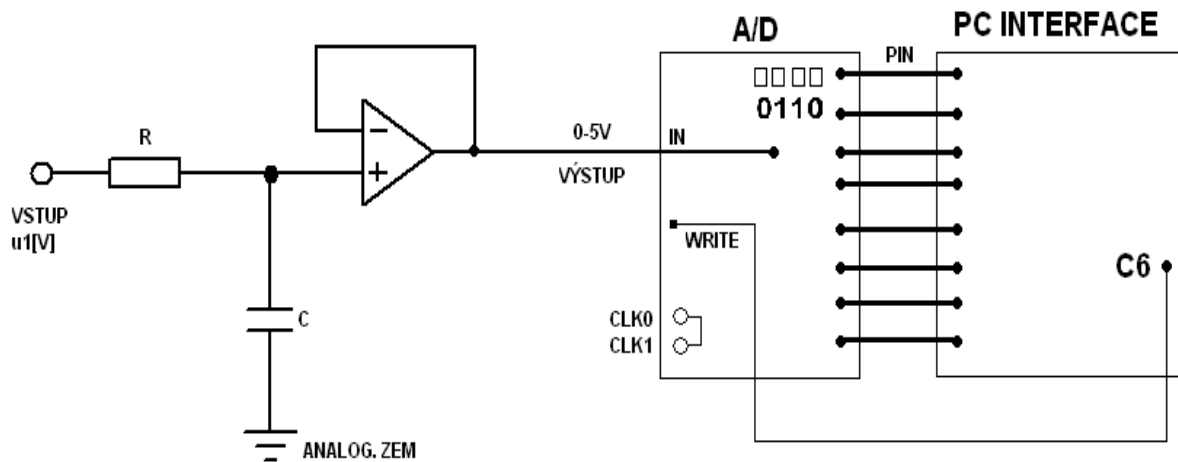 A/D
PC INTERFACE
PIN
0110
R
−
+
0-5V
VÝSTUP
IN
VSTUP
u1[V]
WRITE
C6
C
CLK0
CLK1
ANALOG. ZEM